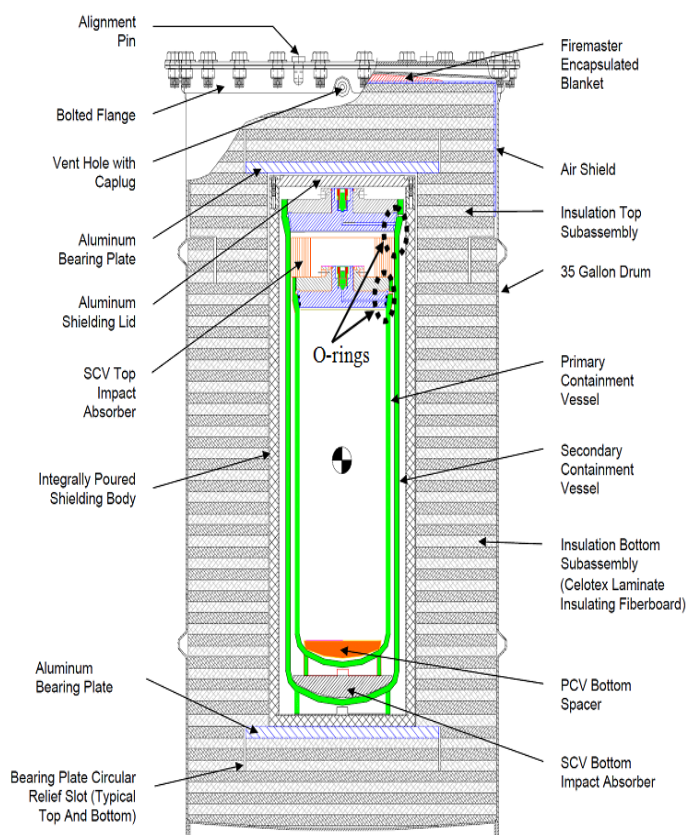 Alignment
Pin
Bolted Flange
Vent Hole with
Caplug
Aluminum
Bearing Plate
Aluminum
Shielding Lid
SCV Top
Impact
Absorber
Integrally Poured
Shielding Body
Aluminum
Bearing Plate
Bearing Plate Circular
Relief Slot (Typical
Top And Bottom)
O-rings
Firemaster
Encapsulated
Blanket
Air Shield
Insulation Top
Subassembly
35 Gallon Drum
Primary
Containment
Vessel
Secondary
Containment
Vessel
Insulation Bottom
Subassembly
(Celotex Laminate
Insulating Fiberboard)
PCV Bottom
Spacer
SCV Bottom
Impact Absorber